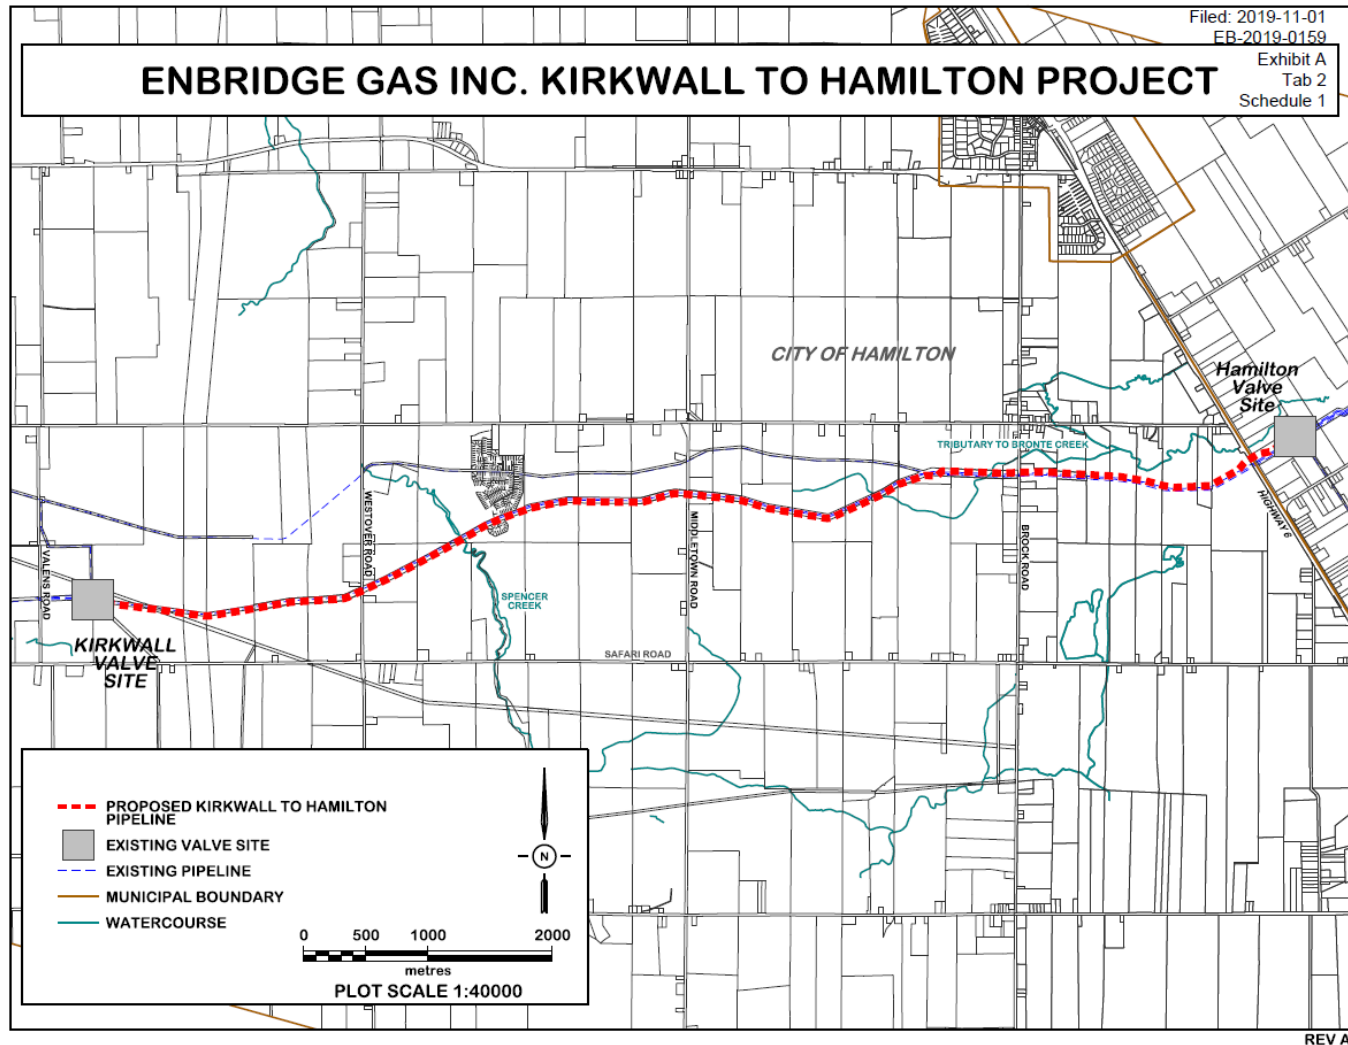 Filed: 2019-11-01
EB-2019-0159
Exhibit A
Tab 2
Schedule 1
ENBRIDGE GAS INC. KIRKWALL TO HAMILTON PROJECT
CITY OF HAMILTON
Hamilton
Valve
Site
TRIBUTARY TO BRONTE CREEK
HIGHWAY 6
WESTOVER ROAD
MIDDLETOWN ROAD
BROCK ROAD
VALENS ROAD
SPENCER
CREEK
KIRKWALL
VALVE
SITE
SAFARI ROAD
PROPOSED KIRKWALL TO HAMILTON
PIPELINE
EXISTING VALVE SITE
EXISTING PIPELINE
MUNICIPAL BOUNDARY
WATERCOURSE
N
0 500 1000 2000
metres
PLOT SCALE 1:40000
REV A